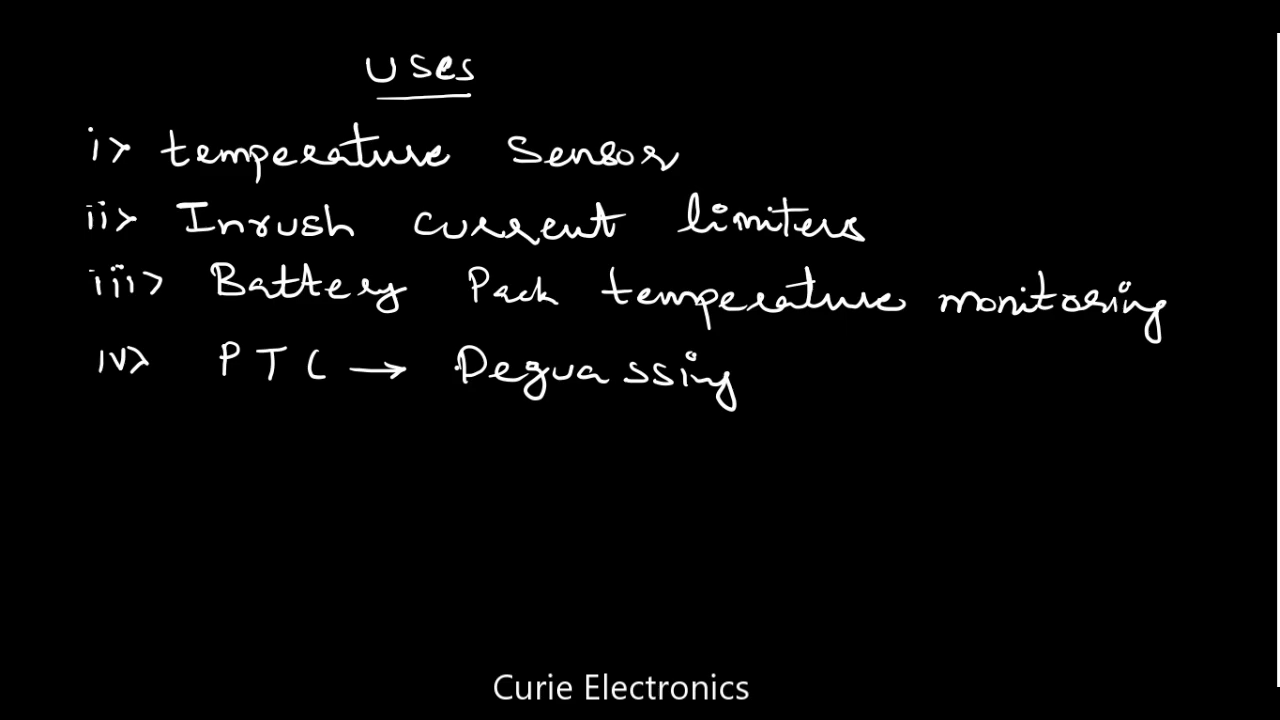 Uses
i> temperature sensor
ii> Inrush current limiters
iii> Battery Pack temperature monitoring
iv> PTC → Deguassing
Curie Electronics